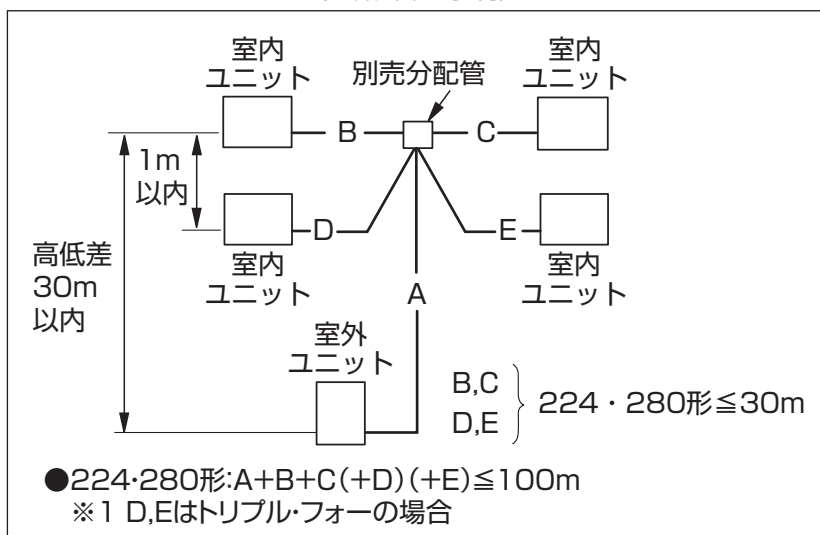 室内
ユニット
別売分配管
室内
ユニット
B
C
1m
以内
D
E
室内
ユニット
室内
ユニット
高低差
30m
以内
A
室外
ユニット
B,C
D,E
224・280形≦30m
●224・280形:A+B+C(+D)(+E)≦100m
※1 D,Eはトリプル・フォーの場合